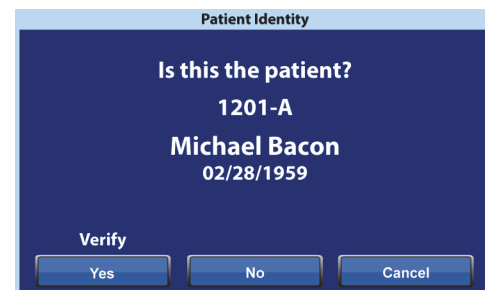 Patient Identity
Is this the patient?
1201-A
Michael Bacon
02/28/1959
Verify
Yes No Cancel